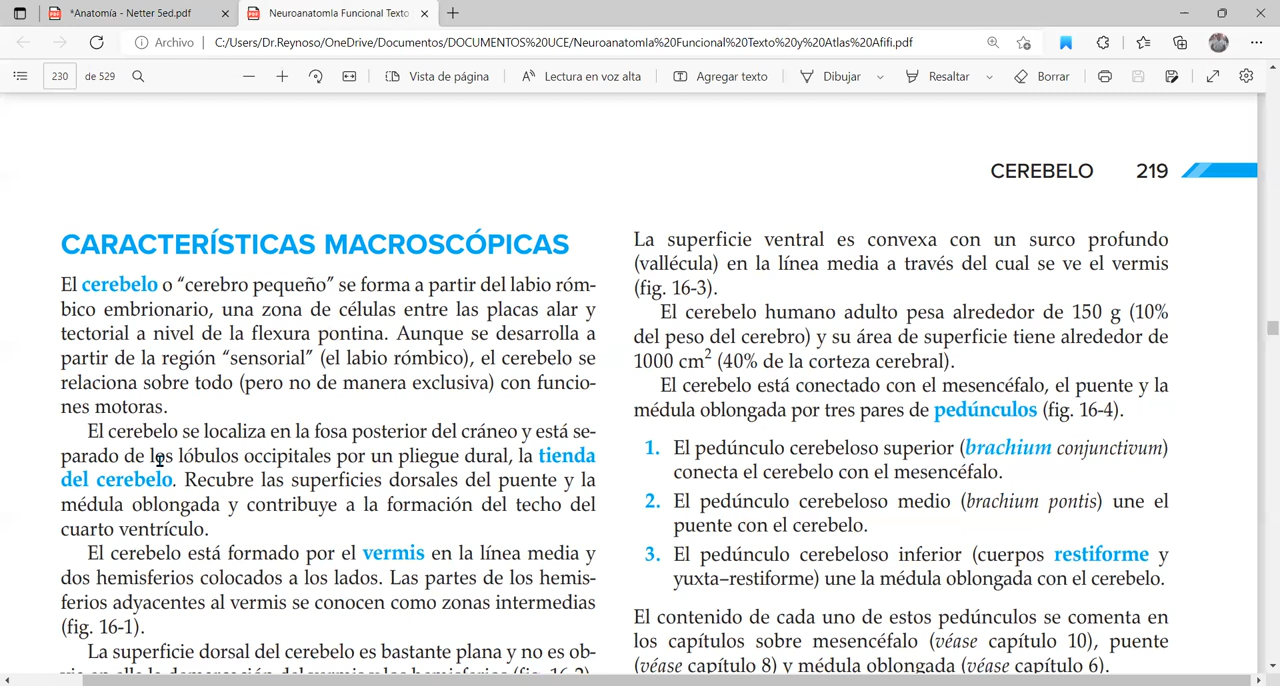 *Anatomía - Netter 5ed.pdf
Neuroanatomla Funcional Texto
Archivo
C:/Users/Dr.Reynoso/OneDrive/Documentos/DOCUMENTOS%20UCE/Neuroanatomla%20Funcional%20Texto%20y%20Atlas%20Afifi.pdf
230 de 529
Vista de página
Lectura en voz alta
Agregar texto
Dibujar
Resaltar
Borrar
CEREBELO 219
CARACTERÍSTICAS MACROSCÓPICAS
El cerebelo o “cerebro pequeño” se forma a partir del labio róm-
bico embrionario, una zona de células entre las placas alar y
tectorial a nivel de la flexura pontina. Aunque se desarrolla a
partir de la región “sensorial” (el labio rómbico), el cerebelo se
relaciona sobre todo (pero no de manera exclusiva) con funcio-
nes motoras.
El cerebelo se localiza en la fosa posterior del cráneo y está se-
parado de los lóbulos occipitales por un pliegue dural, la tienda
del cerebelo. Recubre las superficies dorsales del puente y la
médula oblongada y contribuye a la formación del techo del
cuarto ventrículo.
El cerebelo está formado por el vermis en la línea media y
dos hemisferios colocados a los lados. Las partes de los hemis-
ferios adyacentes al vermis se conocen como zonas intermedias
(fig. 16-1).
La superficie dorsal del cerebelo es bastante plana y no es ob-
La superficie ventral es convexa con un surco profundo
(vallécula) en la línea media a través del cual se ve el vermis
(fig. 16-3).
El cerebelo humano adulto pesa alrededor de 150 g (10%
del peso del cerebro) y su área de superficie tiene alrededor de
1000 cm² (40% de la corteza cerebral).
El cerebelo está conectado con el mesencéfalo, el puente y la
médula oblongada por tres pares de pedúnculos (fig. 16-4).
1. El pedúnculo cerebeloso superior (brachium conjunctivum)
conecta el cerebelo con el mesencéfalo.
2. El pedúnculo cerebeloso medio (brachium pontis) une el
puente con el cerebelo.
3. El pedúnculo cerebeloso inferior (cuerpos restiforme y
yuxta–restiforme) une la médula oblongada con el cerebelo.
El contenido de cada uno de estos pedúnculos se comenta en
los capítulos sobre mesencéfalo (véase capítulo 10), puente
(véase capítulo 8) y médula oblongada (véase capítulo 6).